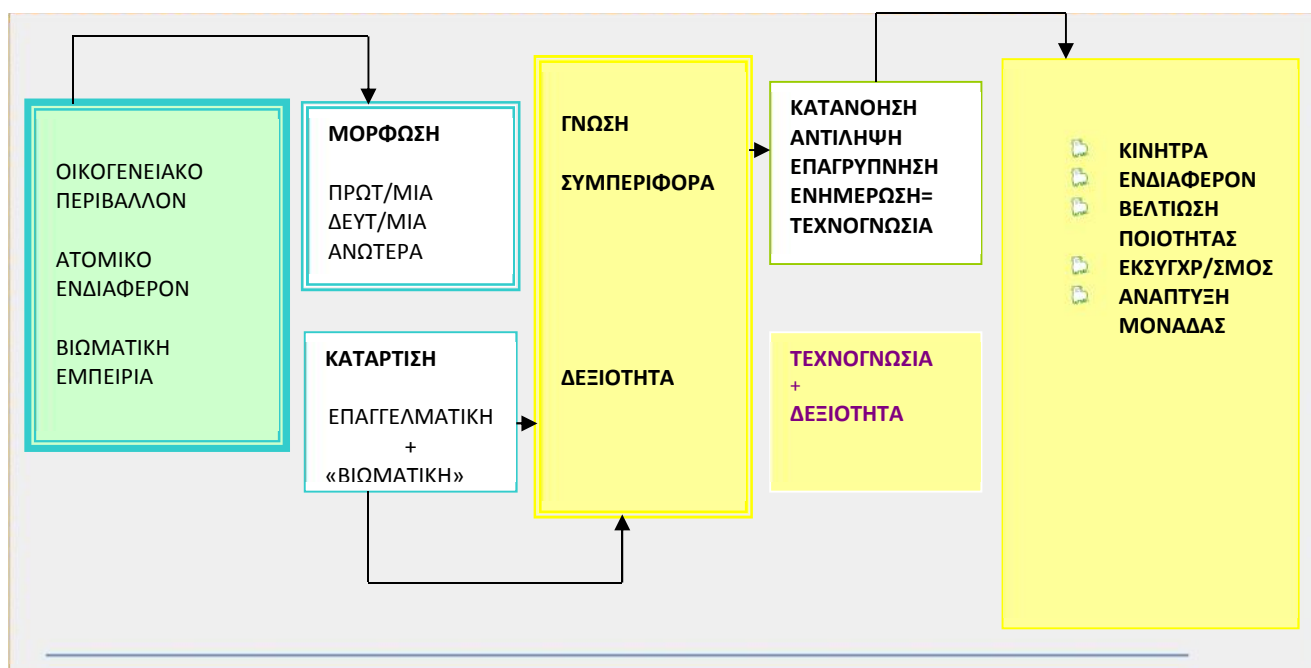 ΟΙΚΟΓΕΝΕΙΑΚΟ
ΠΕΡΙΒΑΛΛΟΝ
ΑΤΟΜΙΚΟ
ΕΝΔΙΑΦΕΡΟΝ
ΒΙΩΜΑΤΙΚΗ
ΕΜΠΕΙΡΙΑ
ΜΟΡΦΩΣΗ
ΠΡΩΤ/ΜΙΑ
ΔΕΥΤ/ΜΙΑ
ΑΝΩΤΕΡΑ
ΚΑΤΑΡΤΙΣΗ
ΕΠΑΓΓΕΛΜΑΤΙΚΗ
+
«ΒΙΩΜΑΤΙΚΗ»
ΓΝΩΣΗ
ΣΥΜΠΕΡΙΦΟΡΑ
ΔΕΞΙΟΤΗΤΑ
ΚΑΤΑΝΟΗΣΗ
ΑΝΤΙΛΗΨΗ
ΕΠΑΓΡΥΠΝΗΣΗ
ΕΝΗΜΕΡΩΣΗ=
ΤΕΧΝΟΓΝΩΣΙΑ
ΤΕΧΝΟΓΝΩΣΙΑ
+
ΔΕΞΙΟΤΗΤΑ
ΚΙΝΗΤΡΑ
ΕΝΔΙΑΦΕΡΟΝ
ΒΕΛΤΙΩΣΗ
ΠΟΙΟΤΗΤΑΣ
ΕΚΣΥΓΧΡ/ΣΜΟΣ
ΑΝΑΠΤΥΞΗ
ΜΟΝΑΔΑΣ